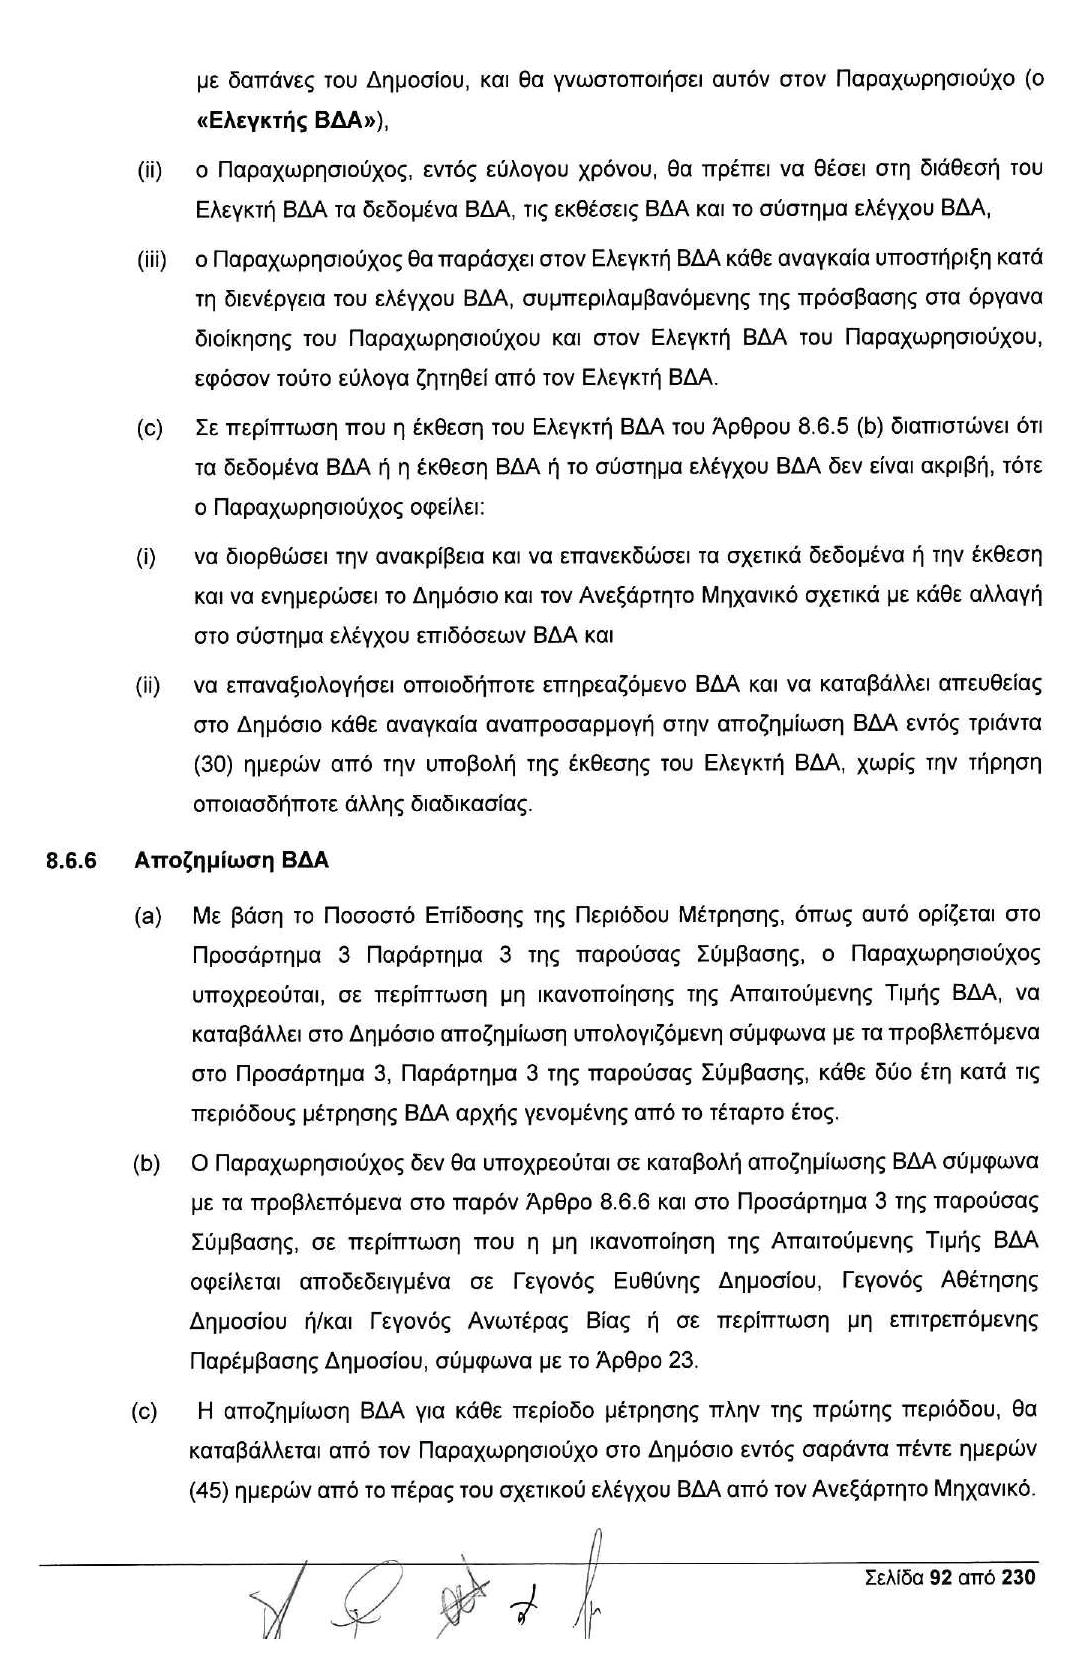 με δαπάνες του Δημοσίου, και θα γνωστοποιήσει αυτόν στον Παραχωρησιούχο (ο
«Ελεγκτής ΒΔΑ»),
(ii) ο Παραχωρησιούχος, εντός εύλογου χρόνου, θα πρέπει να θέσει στη διάθεσή του
Ελεγκτή ΒΔΑ τα δεδομένα ΒΔΑ, τις εκθέσεις ΒΔΑ και το σύστημα ελέγχου ΒΔΑ,
(iii) ο Παραχωρησιούχος θα παράσχει στον Ελεγκτή ΒΔΑ κάθε αναγκαία υποστήριξη κατά
τη διενέργεια του ελέγχου ΒΔΑ, συμπεριλαμβανόμενης της πρόσβασης στα όργανα
διοίκησης του Παραχωρησιούχου και στον Ελεγκτή ΒΔΑ του Παραχωρησιούχου,
εφόσον τούτο εύλογα ζητηθεί από τον Ελεγκτή ΒΔΑ.
(c) Σε περίπτωση που η έκθεση του Ελεγκτή ΒΔΑ του Άρθρου 8.6.5 (b) διαπιστώνει ότι
τα δεδομένα ΒΔΑ ή η έκθεση ΒΔΑ ή το σύστημα ελέγχου ΒΔΑ δεν είναι ακριβή, τότε
ο Παραχωρησιούχος οφείλει:
(i) να διορθώσει την ανακρίβεια και να επανεκδώσει τα σχετικά δεδομένα ή την έκθεση
και να ενημερώσει το Δημόσιο και τον Ανεξάρτητο Μηχανικό σχετικά με κάθε αλλαγή
στο σύστημα ελέγχου επιδόσεων ΒΔΑ και
(ii) να επαναξιολογήσει οποιοδήποτε επηρεαζόμενο ΒΔΑ και να καταβάλλει απευθείας
στο Δημόσιο κάθε αναγκαία αναπροσαρμογή στην αποζημίωση ΒΔΑ εντός τριάντα
(30) ημερών από την υποβολή της έκθεσης του Ελεγκτή ΒΔΑ, χωρίς την τήρηση
οποιασδήποτε άλλης διαδικασίας.
8.6.6 Αποζημίωση ΒΔΑ
(a) Με βάση το Ποσοστό Επίδοσης της Περιόδου Μέτρησης, όπως αυτό ορίζεται στο
Προσάρτημα 3 Παράρτημα 3 της παρούσας Σύμβασης, ο Παραχωρησιούχος
υποχρεούται, σε περίπτωση μη ικανοποίησης της Απαιτούμενης Τιμής ΒΔΑ, να
καταβάλλει στο Δημόσιο αποζημίωση υπολογιζόμενη σύμφωνα με τα προβλεπόμενα
στο Προσάρτημα 3, Παράρτημα 3 της παρούσας Σύμβασης, κάθε δύο έτη κατά τις
περιόδους μέτρησης ΒΔΑ αρχής γενομένης από το τέταρτο έτος.
(b) Ο Παραχωρησιούχος δεν θα υποχρεούται σε καταβολή αποζημίωσης ΒΔΑ σύμφωνα
με τα προβλεπόμενα στο παρόν Άρθρο 8.6.6 και στο Προσάρτημα 3 της παρούσας
Σύμβασης, σε περίπτωση που η μη ικανοποίηση της Απαιτούμενης Τιμής ΒΔΑ
οφείλεται αποδεδειγμένα σε Γεγονός Ευθύνης Δημοσίου, Γεγονός Αθέτησης
Δημοσίου ή/και Γεγονός Ανωτέρας Βίας ή σε περίπτωση μη επιτρεπόμενης
Παρέμβασης Δημοσίου, σύμφωνα με το Άρθρο 23.
(c) Η αποζημίωση ΒΔΑ για κάθε περίοδο μέτρησης πλην της πρώτης περιόδου, θα
καταβάλλεται από τον Παραχωρησιούχο στο Δημόσιο εντός σαράντα πέντε ημερών
(45) ημερών από το πέρας του σχετικού ελέγχου ΒΔΑ από τον Ανεξάρτητο Μηχανικό.
Σελίδα 92 από 230